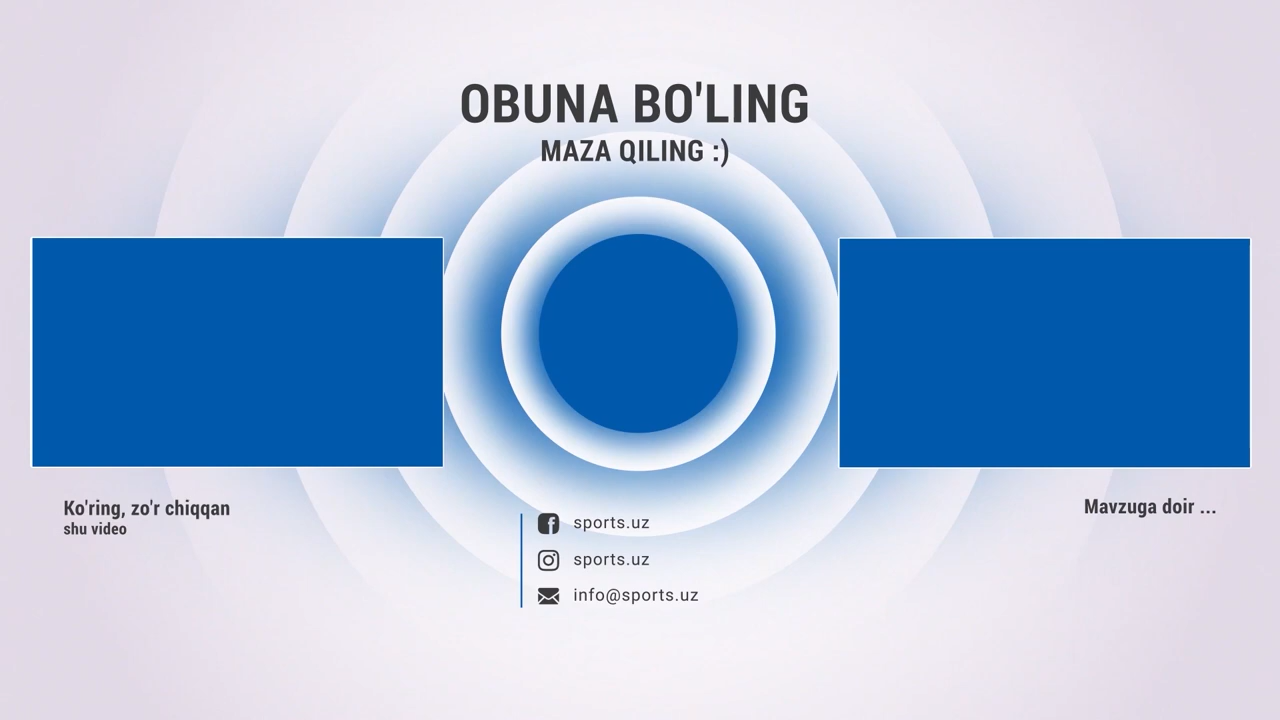 OBUNA BO'LING
MAZA QILING :)
Ko'ring, zo'r chiqqan
shu video
Mavzuga doir ...
sports.uz
sports.uz
info@sports.uz